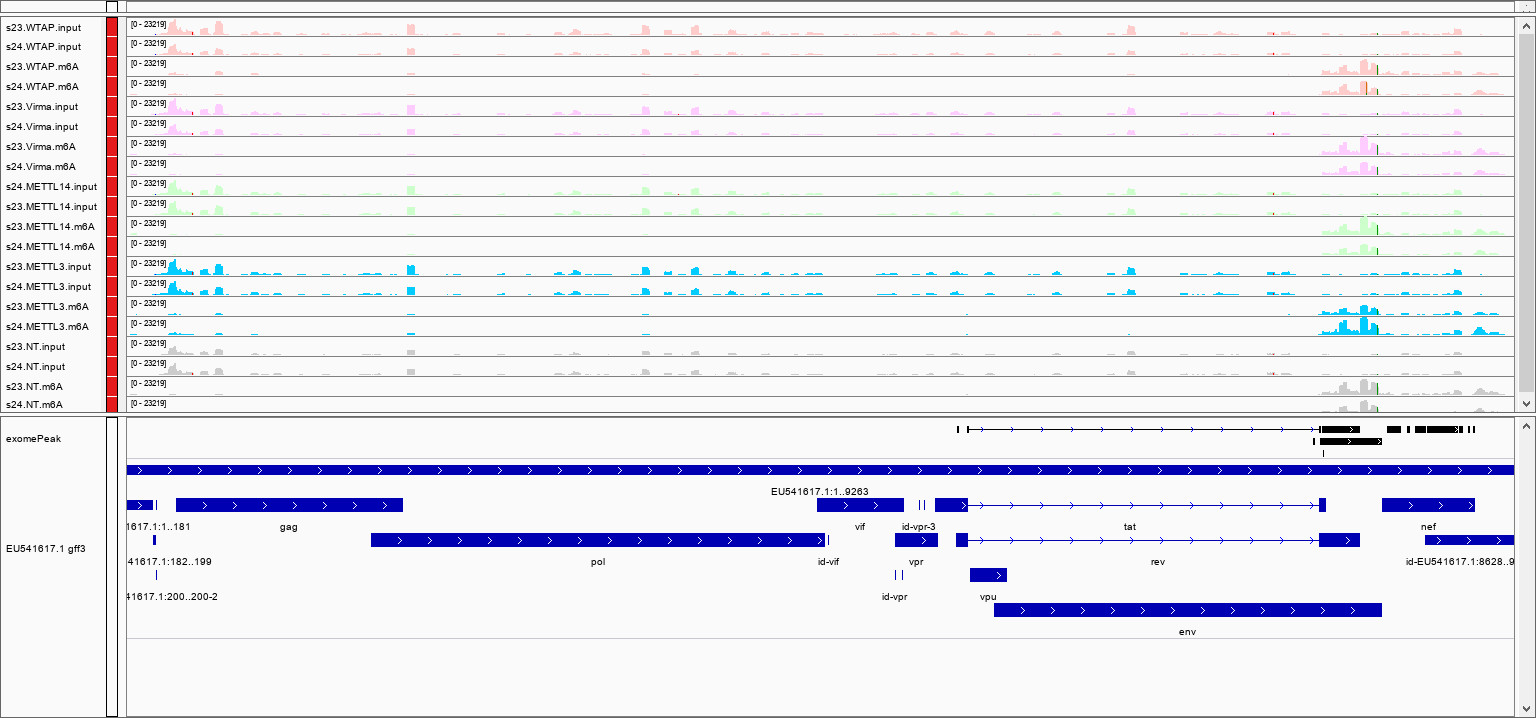 s23.WTAP.input [0 - 23219]
s24.WTAP.input [0 - 23219]
s23.WTAP.m6A [0 - 23219]
s24.WTAP.m6A [0 - 23219]
s23.Virma.input [0 - 23219]
s24.Virma.input [0 - 23219]
s23.Virma.m6A [0 - 23219]
s24.Virma.m6A [0 - 23219]
s24.METTL14.input [0 - 23219]
s23.METTL14.input [0 - 23219]
s23.METTL14.m6A [0 - 23219]
s24.METTL14.m6A [0 - 23219]
s23.METTL3.input [0 - 23219]
s24.METTL3.input [0 - 23219]
s23.METTL3.m6A [0 - 23219]
s24.METTL3.m6A [0 - 23219]
s23.NT.input [0 - 23219]
s24.NT.input [0 - 23219]
s23.NT.m6A [0 - 23219]
s24.NT.m6A [0 - 23219]
exomePeak
EU541617.1:1..9263
1617.1:1..181 gag vif id-vpr-3 tat nef
EU541617.1 gff3
41617.1:182..199 pol id-vif vpr rev id-EU541617.1:8628..9
41617.1:200..200-2 id-vpr vpu
env